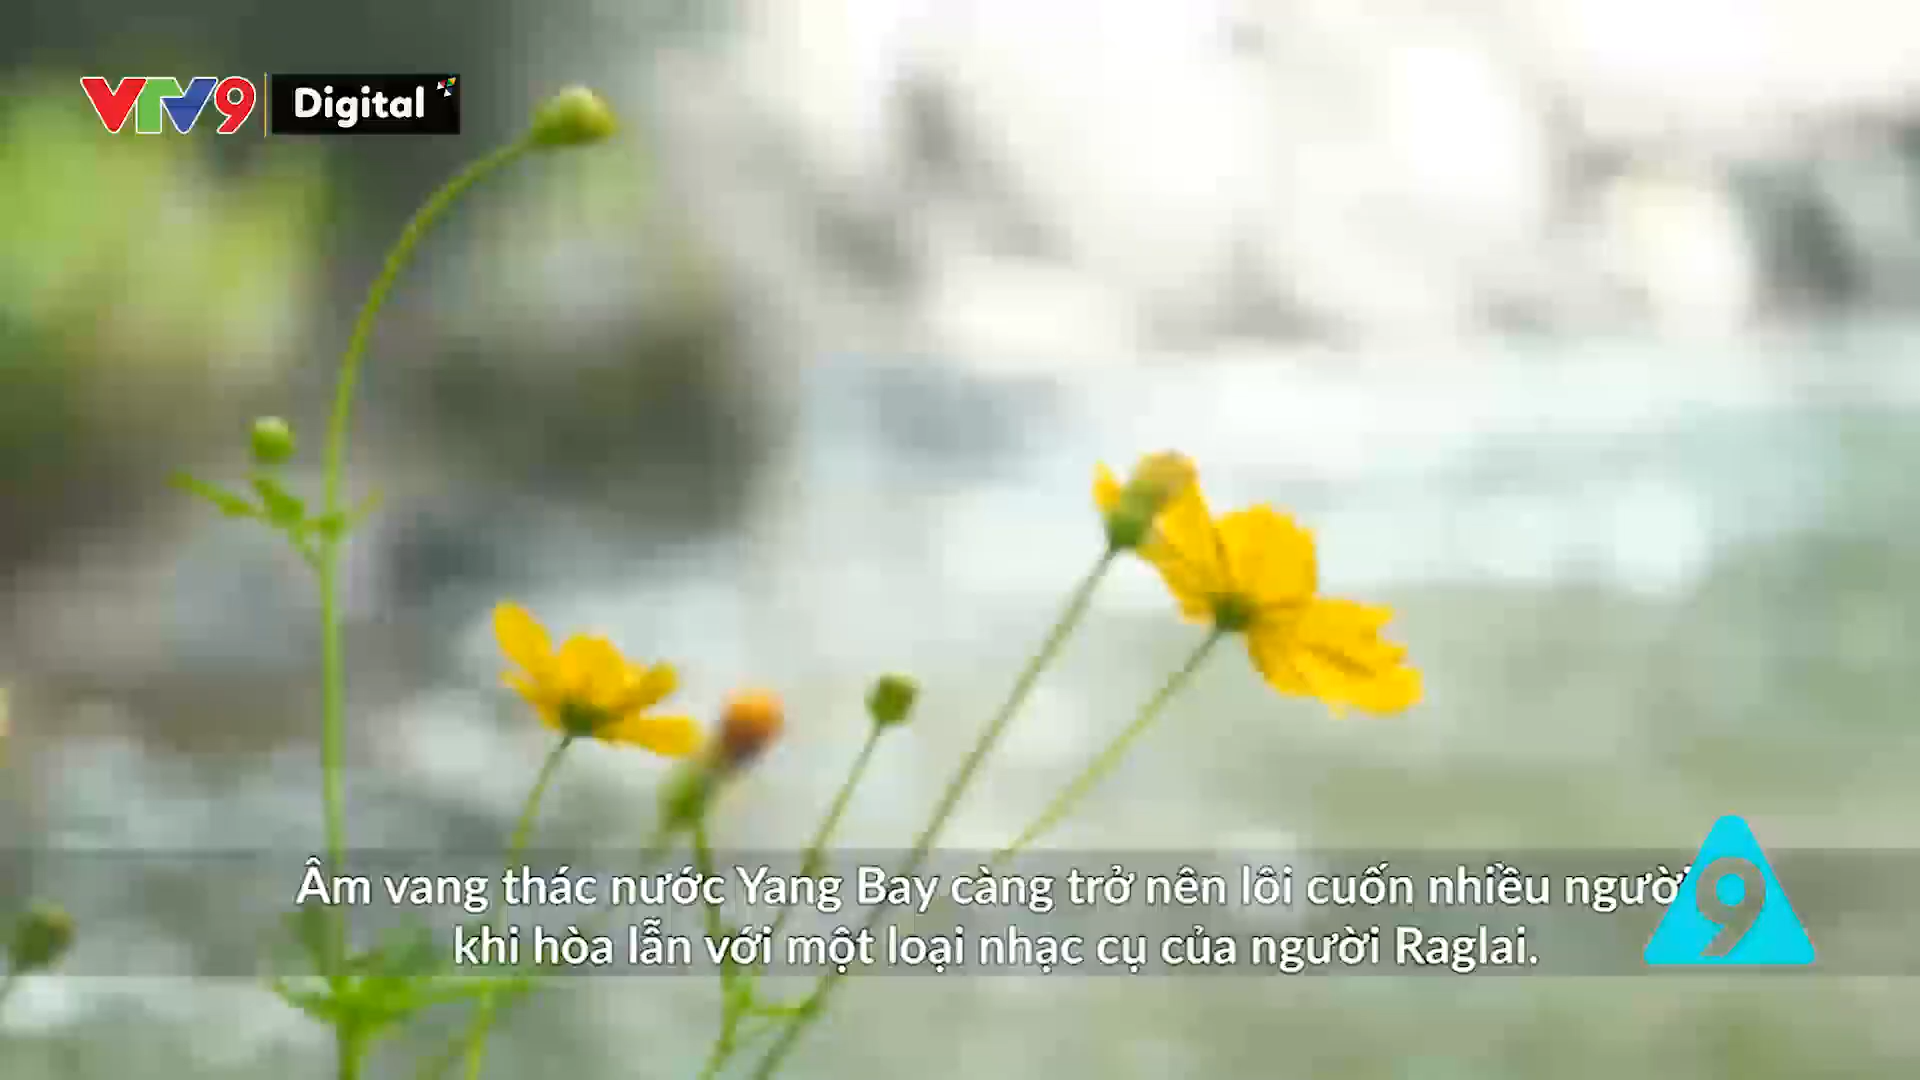 VTV9 Digital
Âm vang thác nước Yang Bay càng trở nên lôi cuốn nhiều người
khi hòa lẫn với một loại nhạc cụ của người Raglai.
9